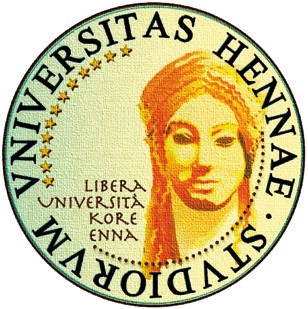 VNIVERSITAS HENNAE · STVDIORVM
LIBERA
UNIVERSITÀ
KORE
ENNA